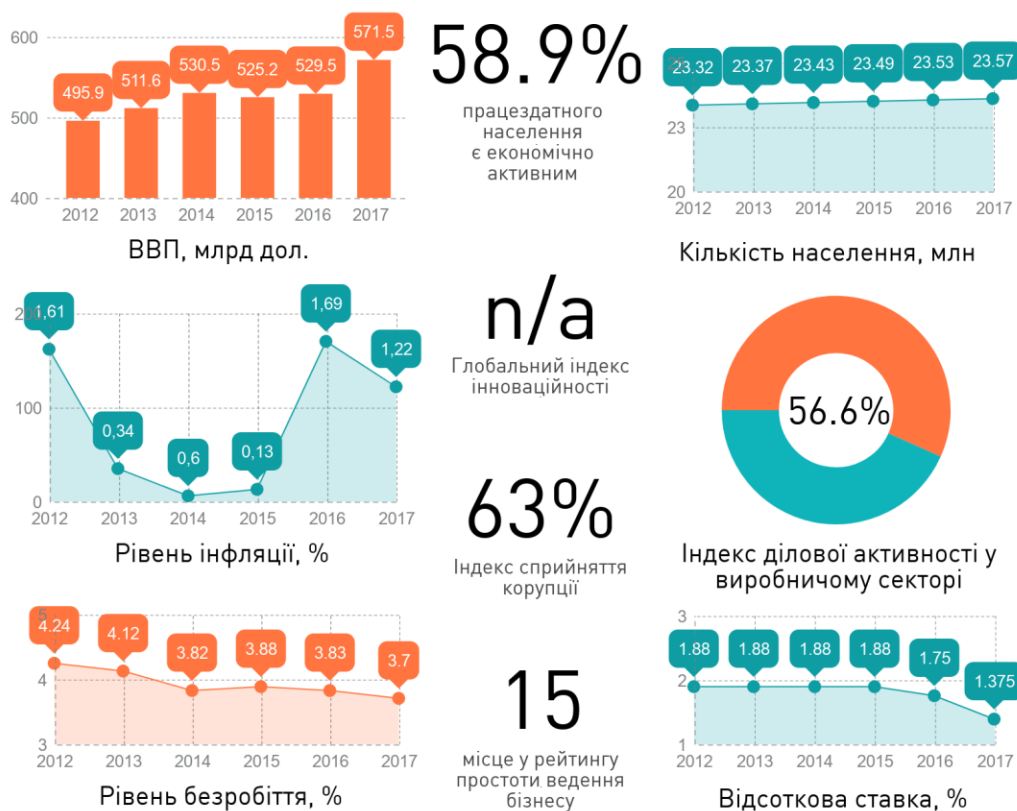 600
500
400
495.9
511.6
530.5
525.2
529.5
571.5
2012 2013 2014 2015 2016 2017
ВВП, млрд дол.
58.9%
працездатного
населення
є економічно
активним
23.32 23.37 23.43 23.49 23.53 23.57
23
20
2012 2013 2014 2015 2016 2017
Кількість населення, млн
200
100
0
1,61
0,34
0,6
0,13
1,69
1,22
2012 2013 2014 2015 2016 2017
Рівень інфляції, %
n/a
Глобальний індекс
інноваційності
56.6%
Індекс ділової активності у
виробничому секторі
63%
Індекс сприйняття
корупції
5
4
3
4.24
4.12
3.82
3.88
3.83
3.7
2012 2013 2014 2015 2016 2017
Рівень безробіття, %
15
місце у рейтингу
простоти ведення
бізнесу
3
2
1
1.88 1.88 1.88 1.88
1.75
1.375
2012 2013 2014 2015 2016 2017
Відсоткова ставка, %